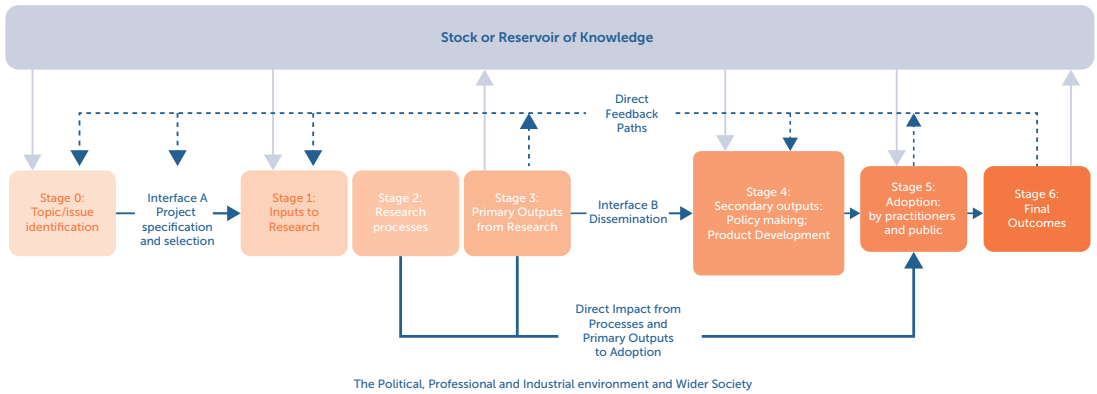 Stock or Reservoir of Knowledge
Direct
Feedback
Paths
Stage 0:
Topic/issue
identification
Interface A
Project
specification
and selection
Stage 1:
Inputs to
Research
Stage 2:
Research
processes
Stage 3:
Primary Outputs
from Research
Interface B
Dissemination
Stage 4:
Secondary outputs:
Policy making;
Product Development
Stage 5:
Adoption:
by practitioners
and public
Stage 6:
Final
Outcomes
Direct Impact from
Processes and
Primary Outputs
to Adoption
The Political, Professional and Industrial environment and Wider Society